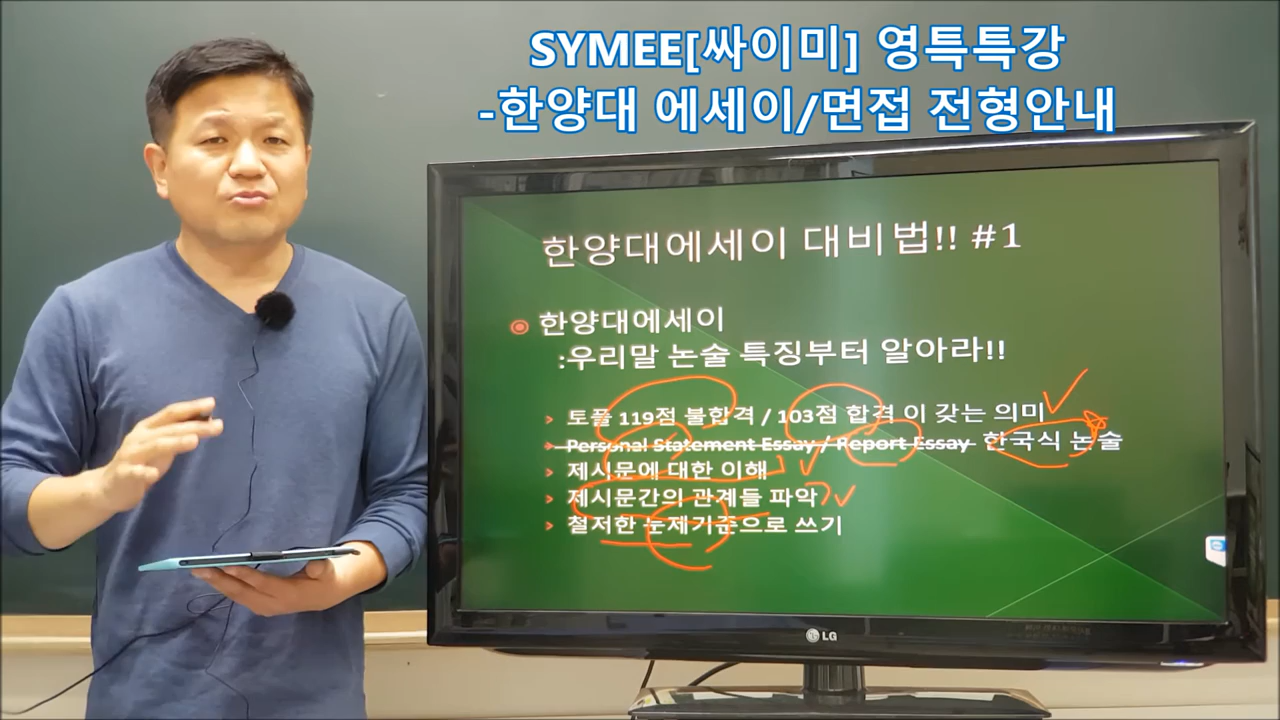 SYMEE[싸이미] 영특특강
-한양대 에세이/면접 전형안내
한양대에세이 대비법!! #1
한양대에세이
:우리말 논술 특징부터 알아라!!
토플 119점 불합격 / 103점 합격 이 갖는 의미
Personal Statement Essay / Report Essay 한국식 논술
제시문에 대한 이해
제시문간의 관계들 파악
철저한 논제기준으로 쓰기
LG